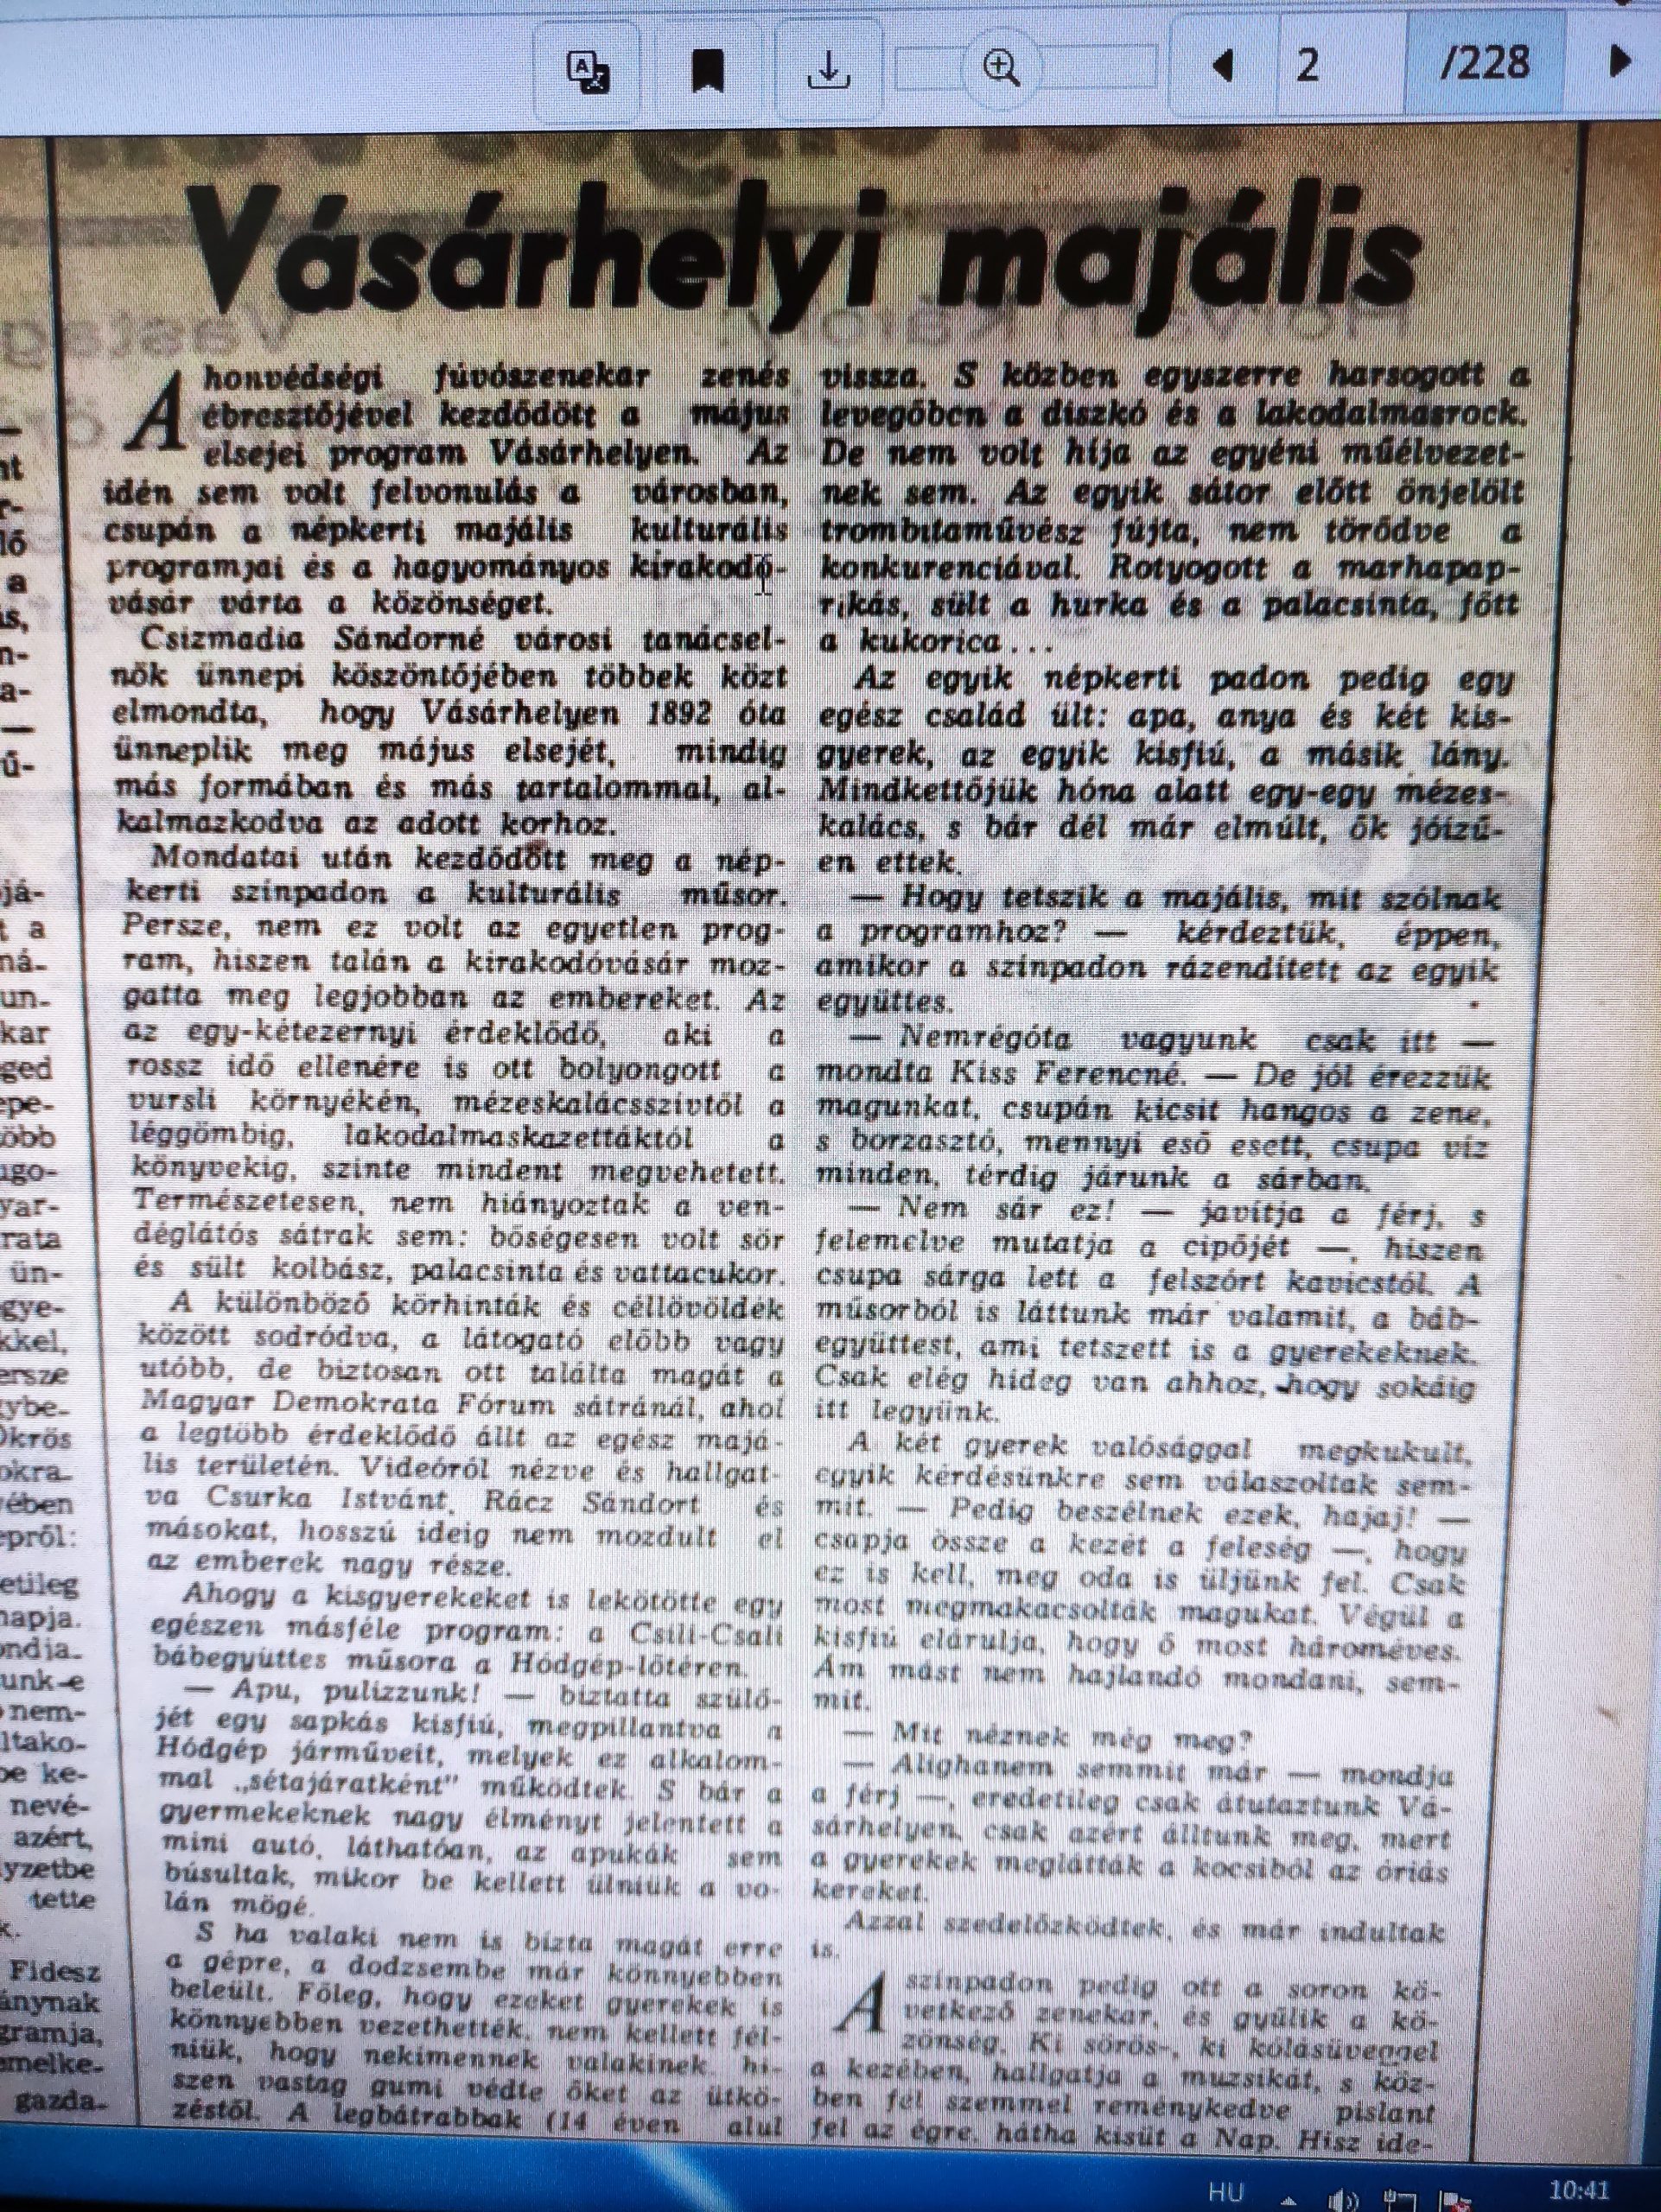 2 /228
Vásárhelyi majális
A honvédségi fúvószenekar zenés
ébresztőjével kezdődött a május
elsejei program Vásárhelyen. Az
idén sem volt felvonulás a városban,
csupán a népkerti majális kulturális
programjai és a hagyományos kirakodó-
vásár várta a közönséget.
Csizmadia Sándorné városi tanácsel-
nök ünnepi köszöntőjében többek közt
elmondta, hogy Vásárhelyen 1892 óta
ünneplik meg május elsejét, mindig
más formában és más tartalommal, al-
kalmazkodva az adott korhoz.
Mondatai után kezdődött meg a nép-
kerti színpadon a kulturális műsor.
Persze, nem ez volt az egyetlen prog-
ram, hiszen talán a kirakodóvásár moz-
gatta meg legjobban az embereket. Az
az egy-kétezernyi érdeklődő, aki a
rossz idő ellenére is ott bolyongott a
vursli környékén, mézeskalácsszívtől a
léggömbig, lakodalmaskazettáktól a
könyvekig, szinte mindent megvehetett.
Természetesen, nem hiányoztak a ven-
déglátós sátrak sem: bőségesen volt sör
és sült kolbász, palacsinta és vattacukor.
A különböző körhinták és céllövöldék
között sodródva, a látogató előbb vagy
utóbb, de biztosan ott találta magát a
Magyar Demokrata Fórum sátránál, ahol
a legtöbb érdeklődő állt az egész majá-
lis területén. Videóról nézve és hallgat-
va Csurka Istvánt, Rácz Sándort és
másokat, hosszú ideig nem mozdult el
az emberek nagy része.
Ahogy a kisgyerekeket is lekötötte egy
egészen másféle program: a Csili-Csali
bábegyüttes műsora a Hódgép-lőtéren.
— Apu, pulizzunk! — biztatta szülő-
jét egy sapkás kisfiú, megpillantva a
Hódgép járműveit, melyek ez alkalom-
mal „sétajáratként" működtek. S bár a
gyermekeknek nagy élményt jelentett a
mini autó, láthatóan, az apukák sem
búsultak, mikor be kellett ülniük a vo-
lán mögé.
S ha valaki nem is bízta magát erre
a gépre, a dodzsembe már könnyebben
beleült. Főleg, hogy ezeket gyerekek is
könnyebben vezethették, nem kellett fél-
niük, hogy nekimennek valakinek, hi-
szen vastag gumi védte őket az ütkö-
zéstől. A legbátrabbak (14 éven alul
vissza. S közben egyszerre harsogott a
levegőben a diszkó és a lakodalmasrock.
De nem volt híja az egyéni műélvezet-
nek sem. Az egyik sátor előtt önjelölt
trombitaművész fújta, nem törődve a
konkurenciával. Rotyogott a marhapap-
rikás, sült a hurka és a palacsinta, főtt
a kukorica...
Az egyik népkerti padon pedig egy
egész család ült: apa, anya és két kis-
gyerek, az egyik kisfiú, a másik lány.
Mindkettőjük hóna alatt egy-egy mézes-
kalács, s bár dél már elmúlt, ők jóízű-
en ettek.
— Hogy tetszik a majális, mit szólnak
a programhoz? — kérdeztük, éppen,
amikor a színpadon rázendített az egyik
együttes.
— Nemrégóta vagyunk csak itt —
mondta Kiss Ferencné. — De jól érezzük
magunkat, csupán kicsit hangos a zene,
s borzasztó, mennyi eső esett, csupa víz
minden, térdig járunk a sárban.
— Nem sár ez! — javítja a férj, s
felemelve mutatja a cipőjét —, hiszen
csupa sárga lett a felszórt kavicstól. A
műsorból is láttunk már valamit, a báb-
együttest, ami tetszett is a gyerekeknek.
Csak elég hideg van ahhoz, hogy sokáig
itt legyünk.
A két gyerek valósággal megkukult,
egyik kérdésünkre sem válaszoltak sem-
mit. — Pedig beszélnek ezek, hajaj! —
csapja össze a kezét a feleség —, hogy
ez is kell, meg oda is üljünk fel. Csak
most megmakacsolták magukat. Végül a
kisfiú elárulja, hogy ő most hároméves.
Ám mást nem hajlandó mondani, sem-
mit.
— Mit néznek még meg?
— Alighanem semmit már — mondja
a férj —, eredetileg csak átutaztunk Vá-
sárhelyen, csak azért álltunk meg, mert
a gyerekek meglátták a kocsiból az óriás
kereket.
Azzal szedelőzködtek, és már indultak
is.
A színpadon pedig ott a soron kö-
vetkező zenekar, és gyűlik a kö-
zönség. Ki sörös-, ki kólásüveggel
a kezében, hallgatja a muzsikát, s köz-
ben fél szemmel reménykedve pislant
fel az égre, hátha kisüt a Nap. Hisz ide-
HU 10:41